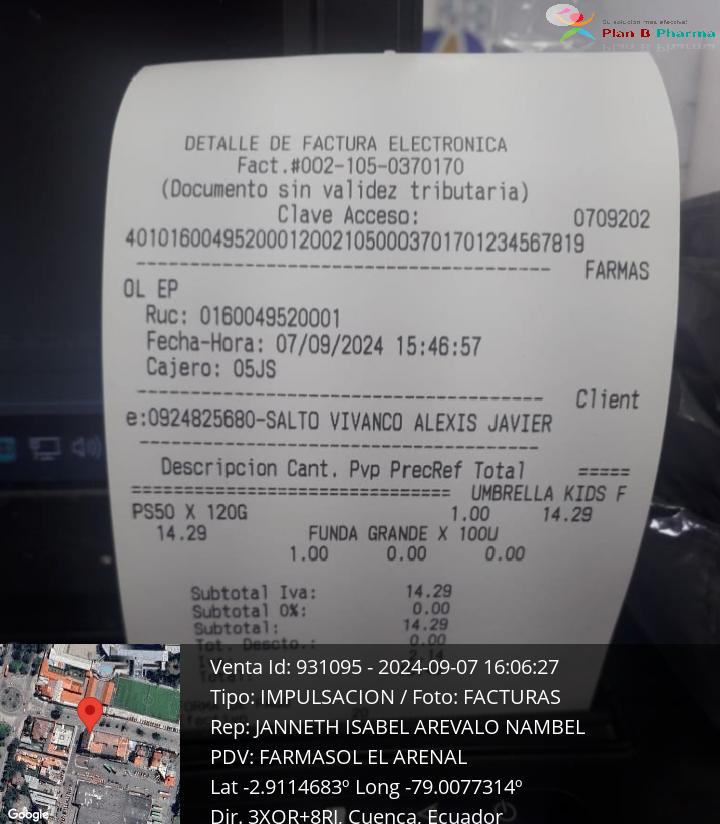 Su solución más efectiva!
Plan B Pharma
DETALLE DE FACTURA ELECTRONICA
Fact.#002-105-0370170
(Documento sin validez tributaria)
Clave Acceso: 0709202
401016004952000120021050003701701234567819
------------------------------------ FARMAS
OL EP
Ruc: 0160049520001
Fecha-Hora: 07/09/2024 15:46:57
Cajero: 05JS
------------------------------------ Client
e:0924825680-SALTO VIVANCO ALEXIS JAVIER
------------------------------------
Descripcion Cant. Pvp PrecRef Total =====
================================ UMBRELLA KIDS F
PS50 X 120G 1.00 14.29
14.29 FUNDA GRANDE X 100U
1.00 0.00 0.00
Subtotal Iva: 14.29
Subtotal 0%: 0.00
Subtotal: 14.29
Tot. Descto.: 0.00
2.14
Total:
Venta Id: 931095 - 2024-09-07 16:06:27
Tipo: IMPULSACION / Foto: FACTURAS
Rep: JANNETH ISABEL AREVALO NAMBEL
PDV: FARMASOL EL ARENAL
Lat -2.9114683º Long -79.0077314º
Dir. 3XQR+8RJ, Cuenca, Ecuador
Google